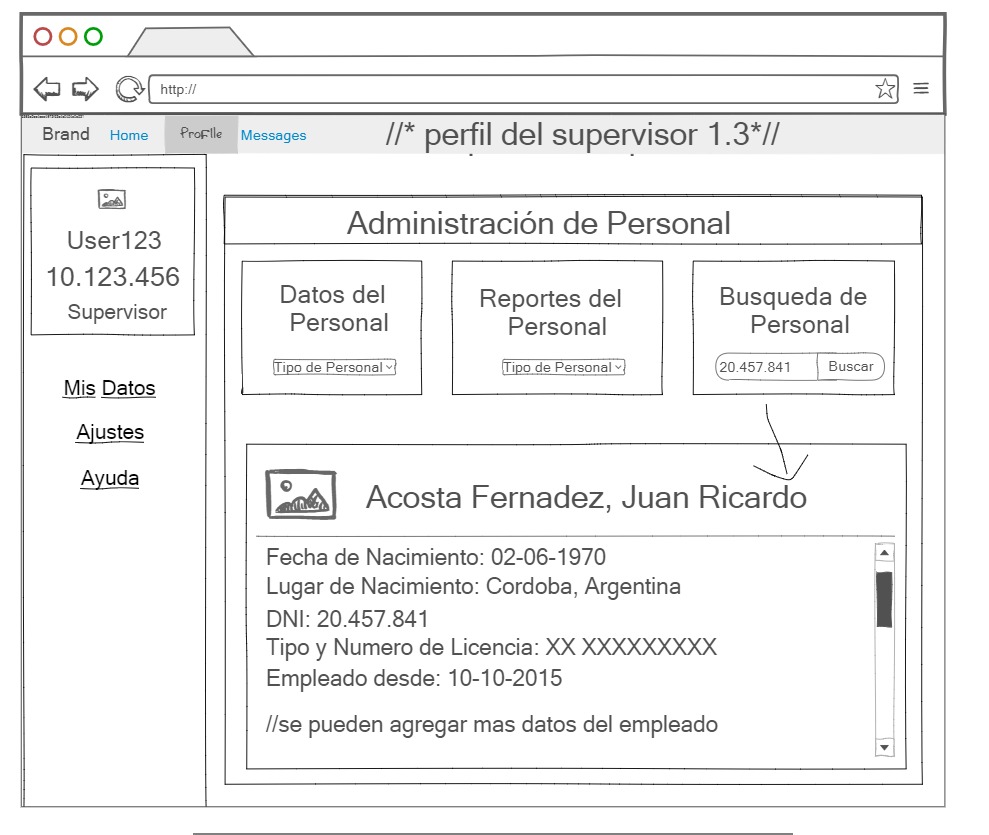 http://
Brand Home Profile Messages //* perfil del supervisor 1.3*//
User123
10.123.456
Supervisor
Mis Datos
Ajustes
Ayuda
Administración de Personal
Datos del
Personal
Tipo de Personal
Reportes del
Personal
Tipo de Personal
Busqueda de
Personal
20.457.841 Buscar
Acosta Fernadez, Juan Ricardo
Fecha de Nacimiento: 02-06-1970
Lugar de Nacimiento: Cordoba, Argentina
DNI: 20.457.841
Tipo y Numero de Licencia: XX XXXXXXXXX
Empleado desde: 10-10-2015
//se pueden agregar mas datos del empleado